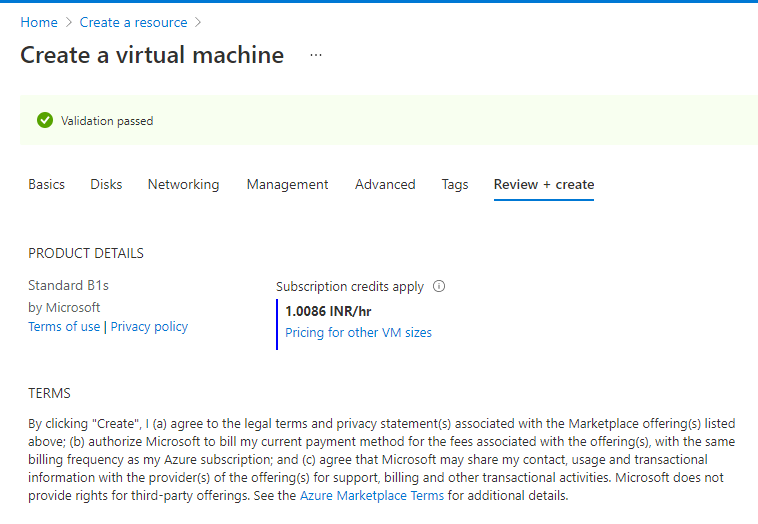 Home > Create a resource >
Create a virtual machine ...
Validation passed
Basics Disks Networking Management Advanced Tags Review + create
PRODUCT DETAILS
Standard B1s
by Microsoft
Terms of use | Privacy policy
Subscription credits apply
1.0086 INR/hr
Pricing for other VM sizes
TERMS
By clicking "Create", I (a) agree to the legal terms and privacy statement(s) associated with the Marketplace offering(s) listed
above; (b) authorize Microsoft to bill my current payment method for the fees associated with the offering(s), with the same
billing frequency as my Azure subscription; and (c) agree that Microsoft may share my contact, usage and transactional
information with the provider(s) of the offering(s) for support, billing and other transactional activities. Microsoft does not
provide rights for third-party offerings. See the Azure Marketplace Terms for additional details.